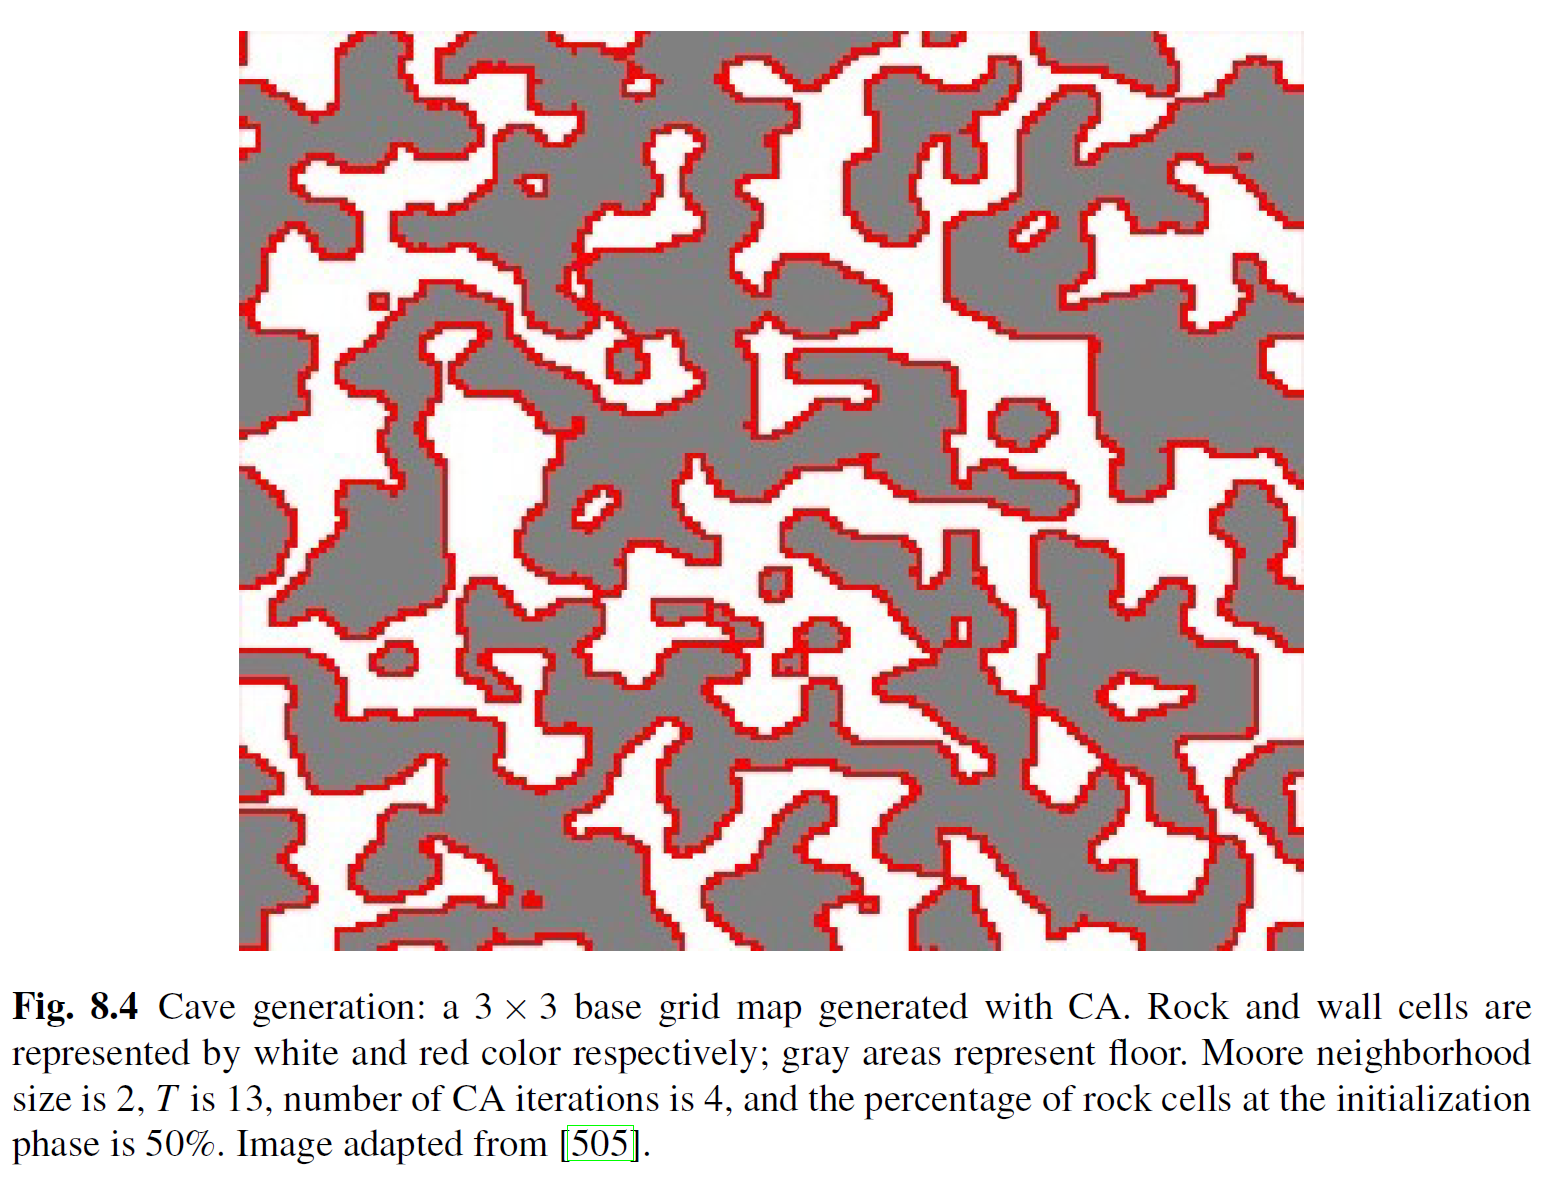 Fig. 8.4 Cave generation: a 3 × 3 base grid map generated with CA. Rock and wall cells are
represented by white and red color respectively; gray areas represent floor. Moore neighborhood
size is 2, T is 13, number of CA iterations is 4, and the percentage of rock cells at the initialization
phase is 50%. Image adapted from [505].